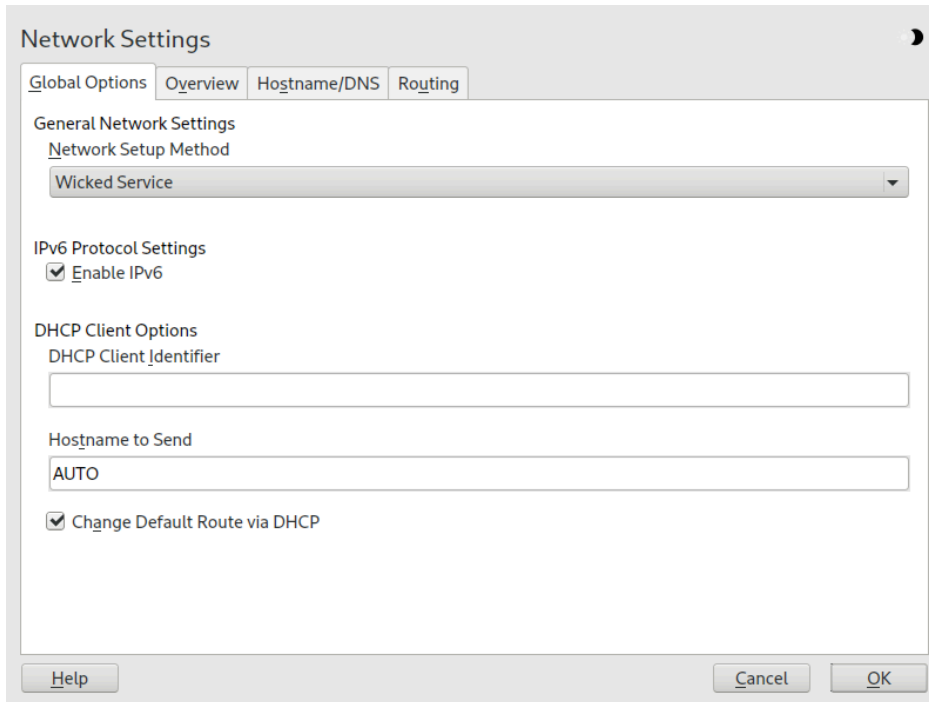 Network Settings
Global Options Overview Hostname/DNS Routing
General Network Settings
Network Setup Method
Wicked Service
IPv6 Protocol Settings
Enable IPv6
DHCP Client Options
DHCP Client Identifier
Hostname to Send
AUTO
Change Default Route via DHCP
Help Cancel OK